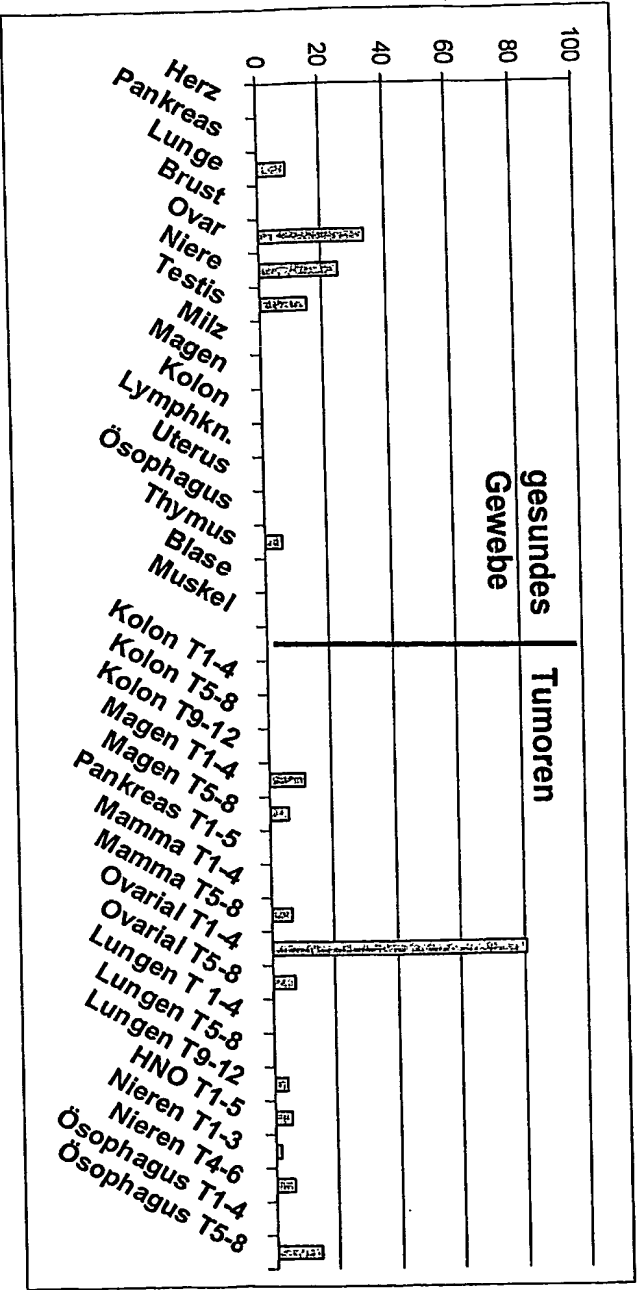 100
80
60
40
20
0
gesundes
Gewebe
Tumoren
Herz
Pankreas
Lunge
Brust
Ovar
Niere
Testis
Milz
Magen
Kolon
Lymphkn.
Uterus
Ösophagus
Thymus
Blase
Muskel
Kolon T1-4
Kolon T5-8
Kolon T9-12
Magen T1-4
Magen T5-8
Pankreas T1-5
Mamma T1-4
Mamma T5-8
Ovarial T1-4
Ovarial T5-8
Lungen T 1-4
Lungen T5-8
Lungen T9-12
HNO T1-5
Nieren T1-3
Nieren T4-6
Ösophagus T1-4
Ösophagus T5-8